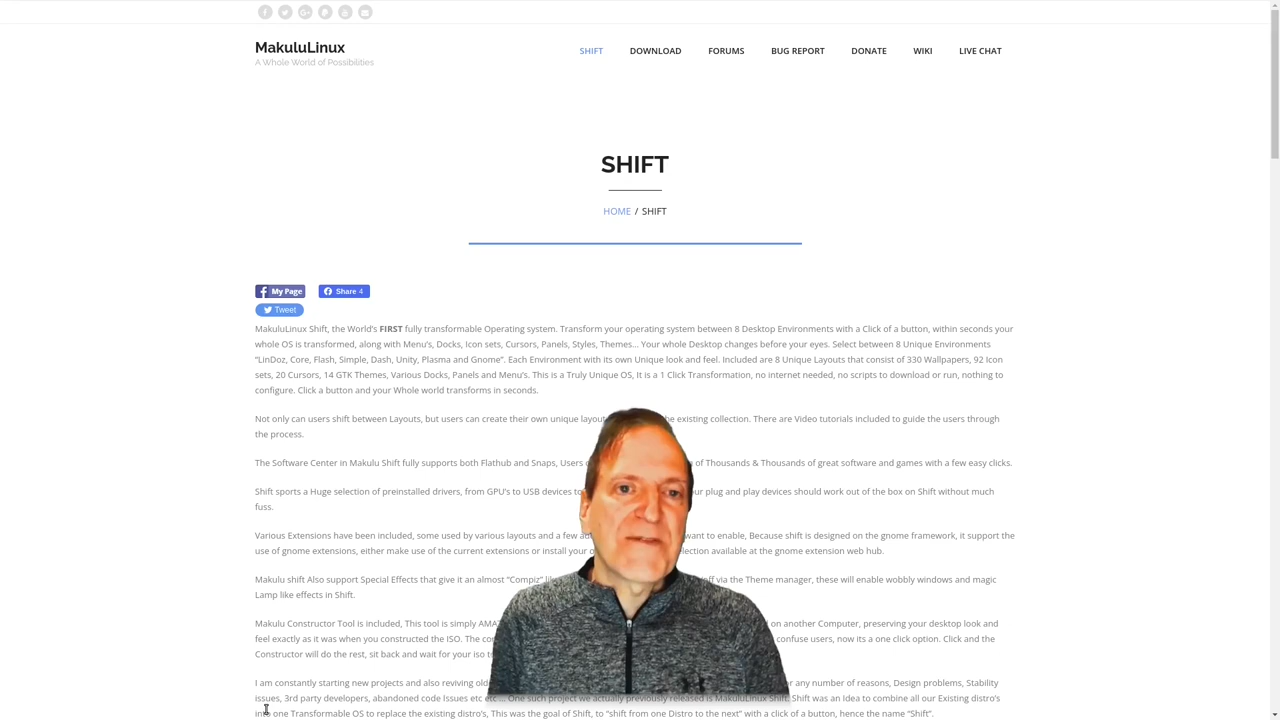 MakuluLinux
A Whole World of Possibilities
SHIFT DOWNLOAD FORUMS BUG REPORT DONATE WIKI LIVE CHAT
SHIFT
HOME / SHIFT
My Page Share 4
Tweet
MakuluLinux Shift, the World's FIRST fully transformable Operating system. Transform your operating system between 8 Desktop Environments with a Click of a button, within seconds your
whole OS is transformed, along with Menu's, Docks, Icon sets, Cursors, Panels, Styles, Themes... Your whole Desktop changes before your eyes. Select between 8 Unique Environments
“LinDoz, Core, Flash, Simple, Dash, Unity, Plasma and Gnome”. Each Environment with its own Unique look and feel. Included are 8 Unique Layouts that consist of 330 Wallpapers, 92 Icon
sets, 20 Cursors, 14 GTK Themes, Various Docks, Panels and Menu's. This is a Truly Unique OS, It is a 1 Click Transformation, no internet needed, no scripts to download or run, nothing to
configure. Click a button and your Whole world transforms in seconds.
Not only can users shift between Layouts, but users can create their own unique the existing collection. There are Video tutorials included to guide the users through
the process.
The Software Center in Makulu Shift fully supports both Flathub and Snaps, Users of Thousands & Thousands of great software and games with a few easy clicks.
Shift sports a Huge selection of preinstalled drivers, from GPU's to USB devices plug and play devices should work out of the box on Shift without much
fuss.
Various Extensions have been included, some used by various layouts and a few want to enable, Because shift is designed on the gnome framework, it support the
use of gnome extensions, either make use of the current extensions or install your available at the gnome extension web hub.
Makulu shift Also support Special Effects that give it an almost “Compiz” via the Theme manager, these will enable wobbly windows and magic
Lamp like effects in Shift.
Makulu Constructor Tool is included, This tool is simply on another Computer, preserving your desktop look and
feel exactly as it was when you constructed the ISO. The confuse users, now its a one click option. Click and the
Constructor will do the rest, sit back and wait for your iso
I am constantly starting new projects and also reviving any number of reasons, Design problems, Stability
issues, 3rd party developers, abandoned code Issues etc etc... One such project we actually previously released is MakuluLinux Shift. Shift was an Idea to combine all our Existing distro's
into one Transformable OS to replace the existing distro's, This was the goal of Shift, to “shift from one Distro to the next” with a click of a button, hence the name “Shift”.